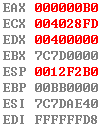 EAX 000000B0
ECX 004028FD
EDX 00400000
EBX 7C7D0000
ESP 0012F2B0
EBP 00BB0000
ESI 7C7DAE40
EDI FFFFFFD8